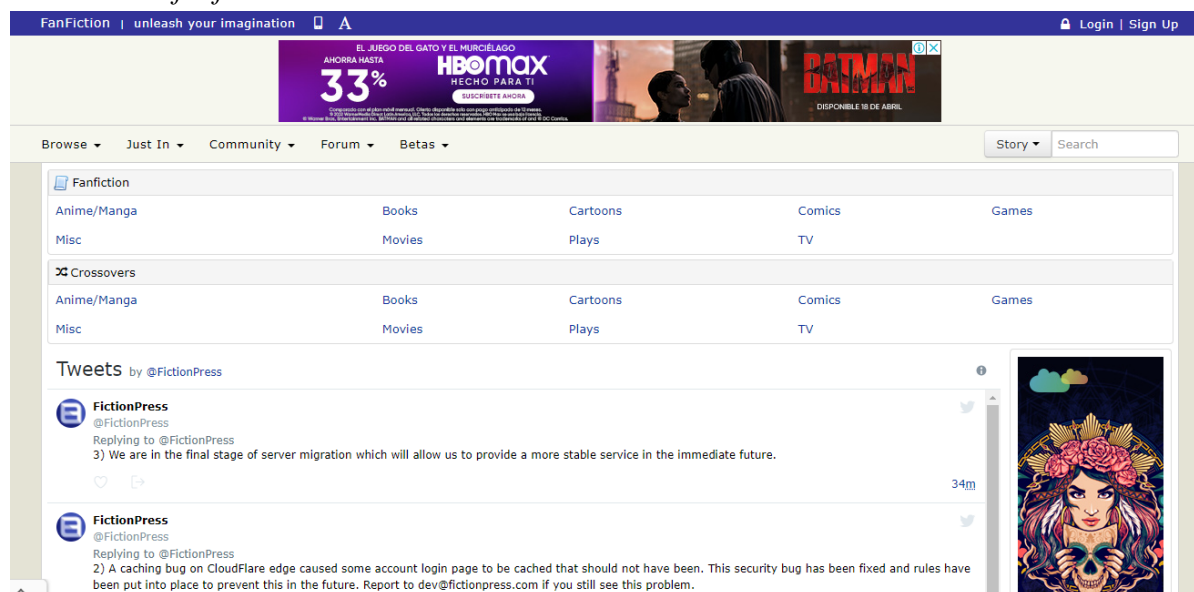 FanFiction | unleash your imagination A Login | Sign Up
EL JUEGO DEL GATO Y EL MURCIÉLAGO
AHORRA HASTA
33%
HBOMAX
HECHO PARA TI
SUSCRÍBETE AHORA
BATMAN
DISPONIBLE 18 DE ABRIL
Browse Just In Community Forum Betas Story Search
Fanfiction
Anime/Manga Books Cartoons Comics Games
Misc Movies Plays TV
Crossovers
Anime/Manga Books Cartoons Comics Games
Misc Movies Plays TV
Tweets by @FictionPress
FictionPress
@FictionPress
Replying to @FictionPress
3) We are in the final stage of server migration which will allow us to provide a more stable service in the immediate future.
34m
FictionPress
@FictionPress
Replying to @FictionPress
2) A caching bug on CloudFlare edge caused some account login page to be cached that should not have been. This security bug has been fixed and rules have
been put into place to prevent this in the future. Report to dev@fictionpress.com if you still see this problem.